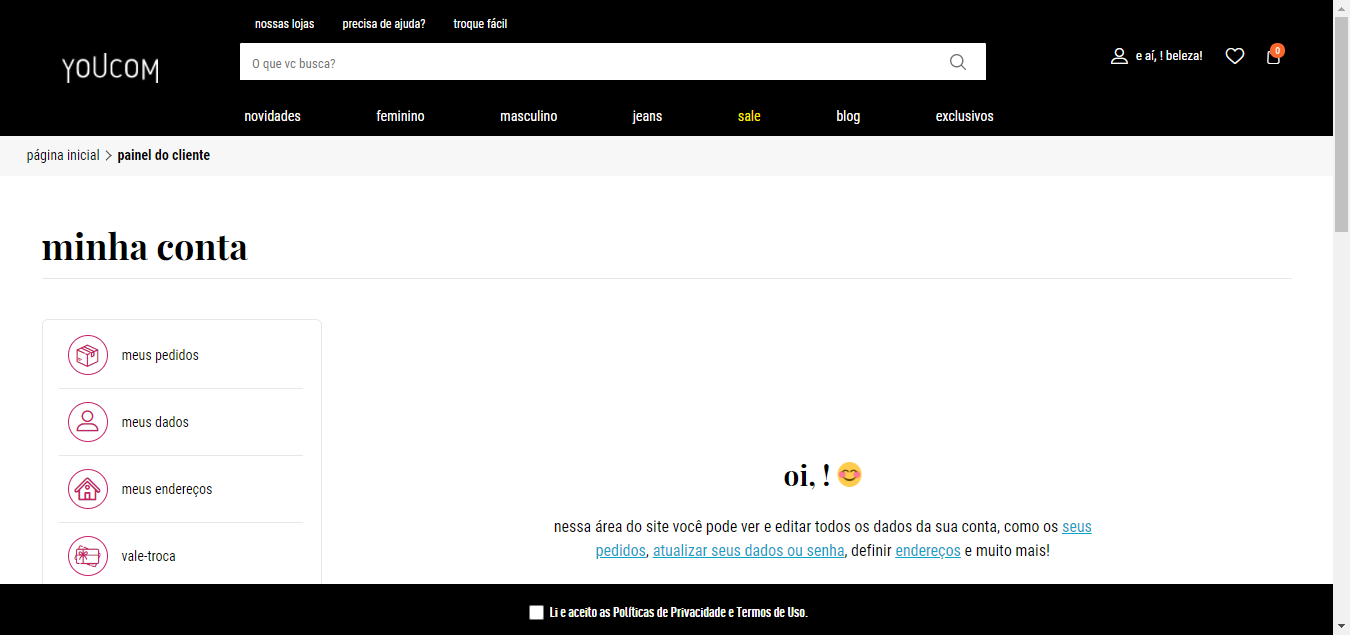 nossas lojas precisa de ajuda? troque fácil
YOUCOM
O que vc busca?
e aí, ! beleza!
0
novidades feminino masculino jeans sale blog exclusivos
página inicial > painel do cliente
minha conta
meus pedidos
meus dados
meus endereços
vale-troca
oi, ! 😊
nessa área do site você pode ver e editar todos os dados da sua conta, como os seus
pedidos, atualizar seus dados ou senha, definir endereços e muito mais!
Li e aceito as Políticas de Privacidade e Termos de Uso.